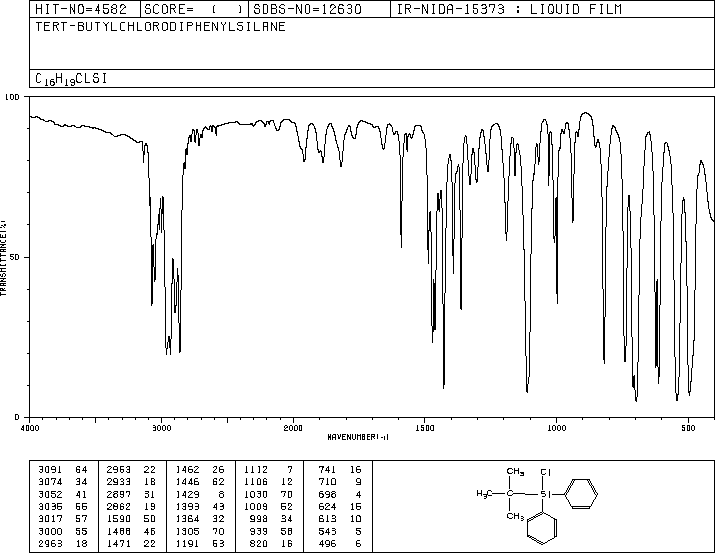 HIT-NO=4582 SCORE= ( ) SDBS-NO=12630 IR-NIDA-15373 : LIQUID FILM
TERT-BUTYLCHLORODIPHENYLSILANE
C16H19CLSI
100
50
0
TRANSMITTANCE(%)
4000 3000 2000 1500 1000 500
WAVENUMBER(-1)
3091 64 2953 22 1462 26 1112 7 741 16
3074 34 2933 18 1446 62 1106 12 710 9
3052 41 2897 31 1429 8 1030 70 698 4
3035 55 2862 19 1393 43 1009 52 624 15
3017 57 1590 50 1364 32 998 34 613 10
3000 55 1488 46 1305 70 939 58 543 5
2963 18 1471 22 1191 53 820 16 496 6
CH3 Cl
H3C C Si
CH3